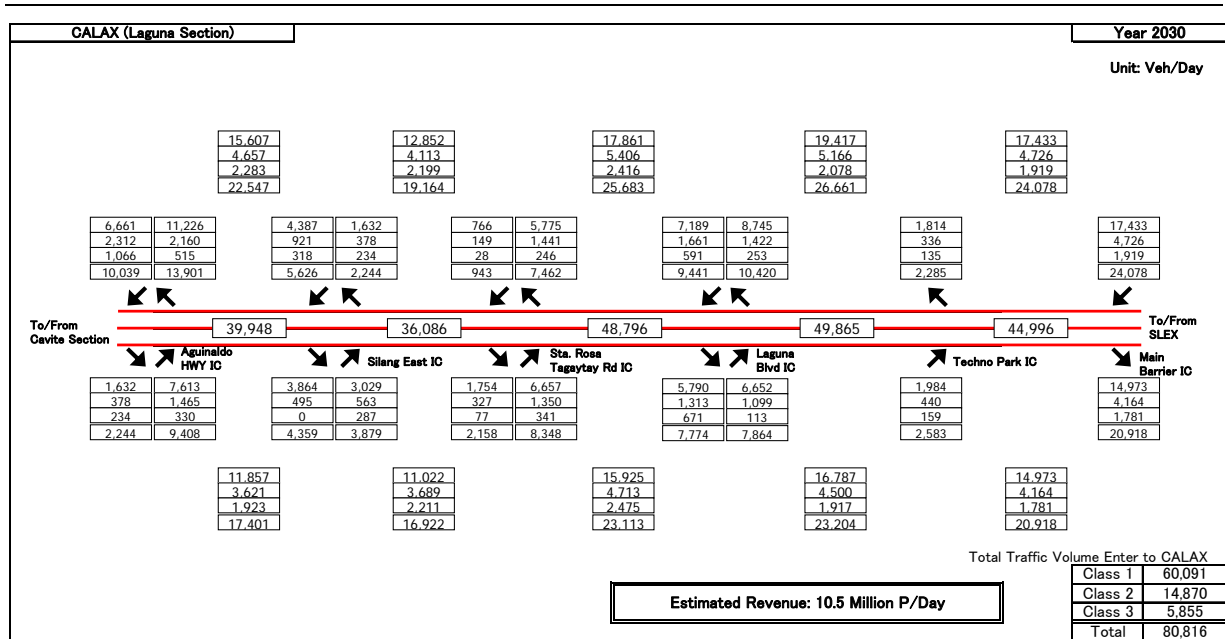 CALAX (Laguna Section) Year 2030
Unit: Veh/Day
15,607 12,852 17,861 19,417 17,433
4,657 4,113 5,406 5,166 4,726
2,283 2,199 2,416 2,078 1,919
22,547 19,164 25,683 26,661 24,078
6,661 11,226 4,387 1,632 766 5,775 7,189 8,745 1,814 17,433
2,312 2,160 921 378 149 1,441 1,661 1,422 336 4,726
1,066 515 318 234 28 246 591 253 135 1,919
10,039 13,901 5,626 2,244 943 7,462 9,441 10,420 2,285 24,078
To/From
Cavite Section
39,948 36,086 48,796 49,865 44,996
To/From
SLEX
Aguinaldo
HWY IC
Silang East IC
Sta. Rosa
Tagaytay Rd IC
Laguna
Blvd IC
Techno Park IC
Main
Barrier IC
1,632 7,613 3,864 3,029 1,754 6,657 5,790 6,652 1,984 14,973
378 1,465 495 563 327 1,350 1,313 1,099 440 4,164
234 330 0 287 77 341 671 113 159 1,781
2,244 9,408 4,359 3,879 2,158 8,348 7,774 7,864 2,583 20,918
11,857 11,022 15,925 16,787 14,973
3,621 3,689 4,713 4,500 4,164
1,923 2,211 2,475 1,917 1,781
17,401 16,922 23,113 23,204 20,918
Total Traffic Volume Enter to CALAX
Class 1 60,091
Class 2 14,870
Class 3 5,855
Total 80,816
Estimated Revenue: 10.5 Million P/Day